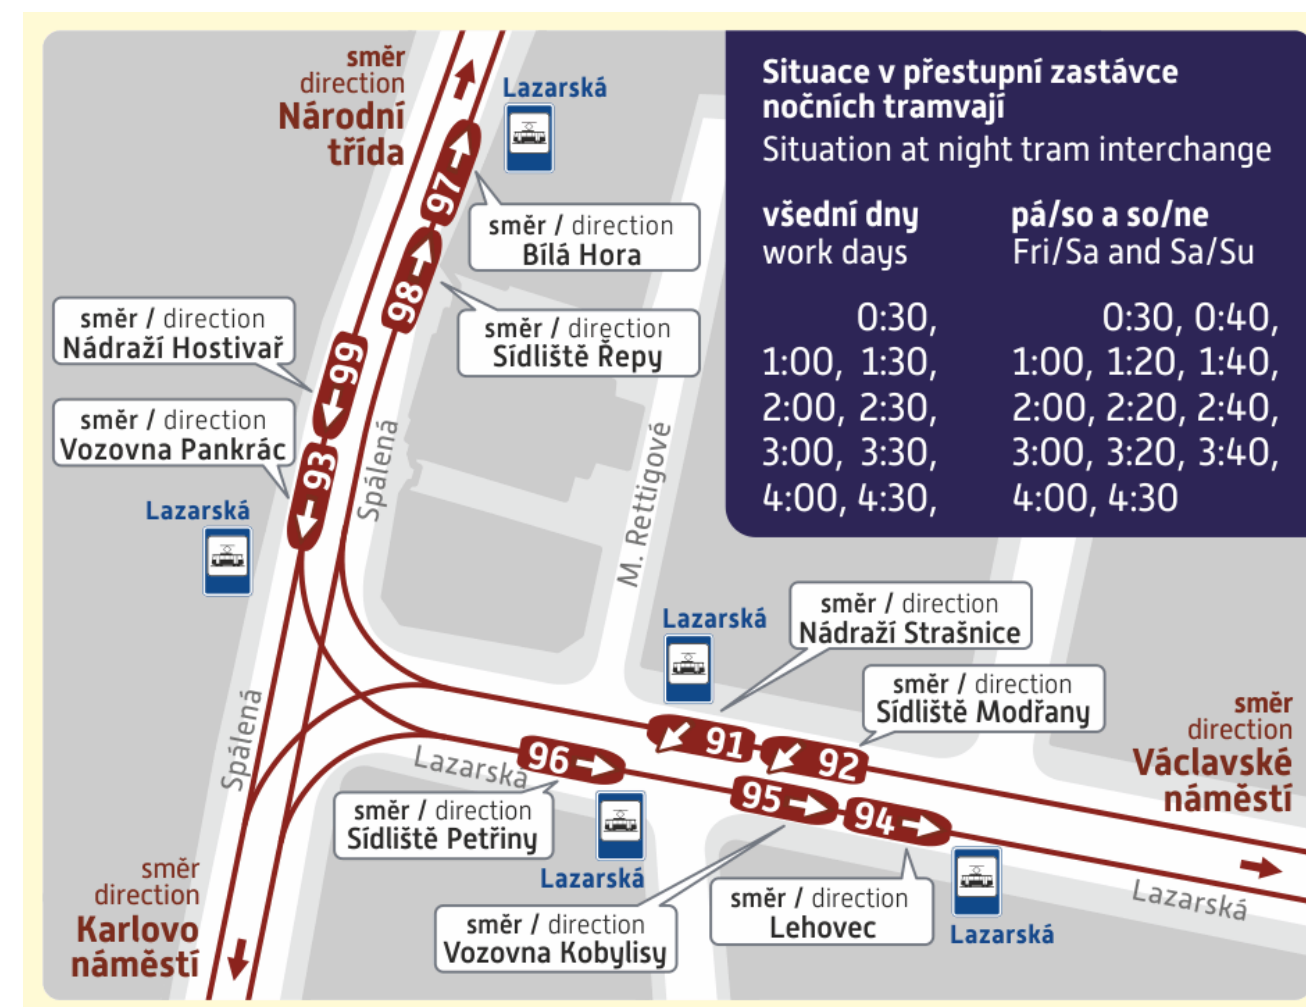 směr
direction
Národní
třída
Lazarská
97
směr / direction
Bílá Hora
98
směr / direction
Sídliště Řepy
směr / direction
Nádraží Hostivař
99
směr / direction
Vozovna Pankrác
93
Lazarská
Spálená
M. Rettigové
Situace v přestupní zastávce
nočních tramvají
Situation at night tram interchange
všední dny
work days
0:30,
1:00, 1:30,
2:00, 2:30,
3:00, 3:30,
4:00, 4:30,
pá/so a so/ne
Fri/Sa and Sa/Su
0:30, 0:40,
1:00, 1:20, 1:40,
2:00, 2:20, 2:40,
3:00, 3:20, 3:40,
4:00, 4:30
Lazarská
směr / direction
Nádraží Strašnice
směr / direction
Sídliště Modřany
91
92
směr
direction
Václavské
náměstí
Spálená
Lazarská
96
95
94
směr / direction
Sídliště Petřiny
Lazarská
směr / direction
Vozovna Kobylisy
směr / direction
Lehovec
Lazarská
Lazarská
směr
direction
Karlovo
náměstí